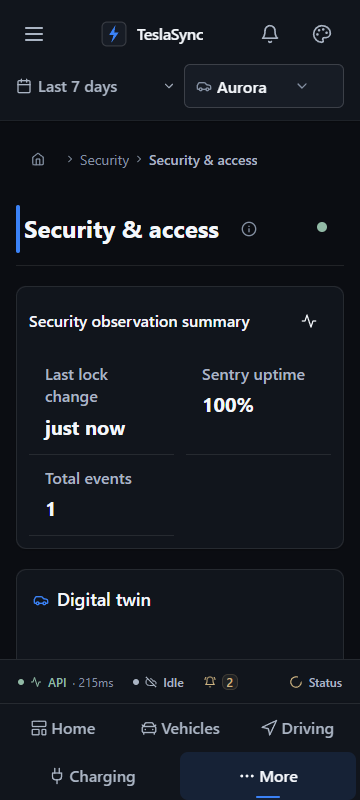 TeslaSync
Last 7 days
Aurora
Security
Security & access
Security & access
Security observation summary
Last lock
change
just now
Sentry uptime
100%
Total events
1
Digital twin
API · 215ms
Idle
2
Status
Home
Vehicles
Driving
Charging
More